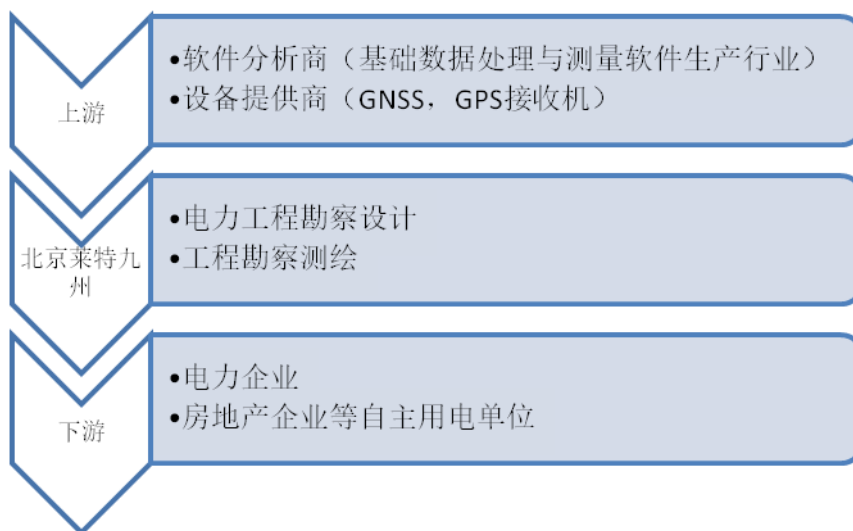 •软件分析商（基础数据处理与测量软件生产行业）
•设备提供商（GNSS，GPS接收机）
上游
•电力工程勘察设计
•工程勘察测绘
北京莱特九
州
•电力企业
•房地产企业等自主用电单位
下游